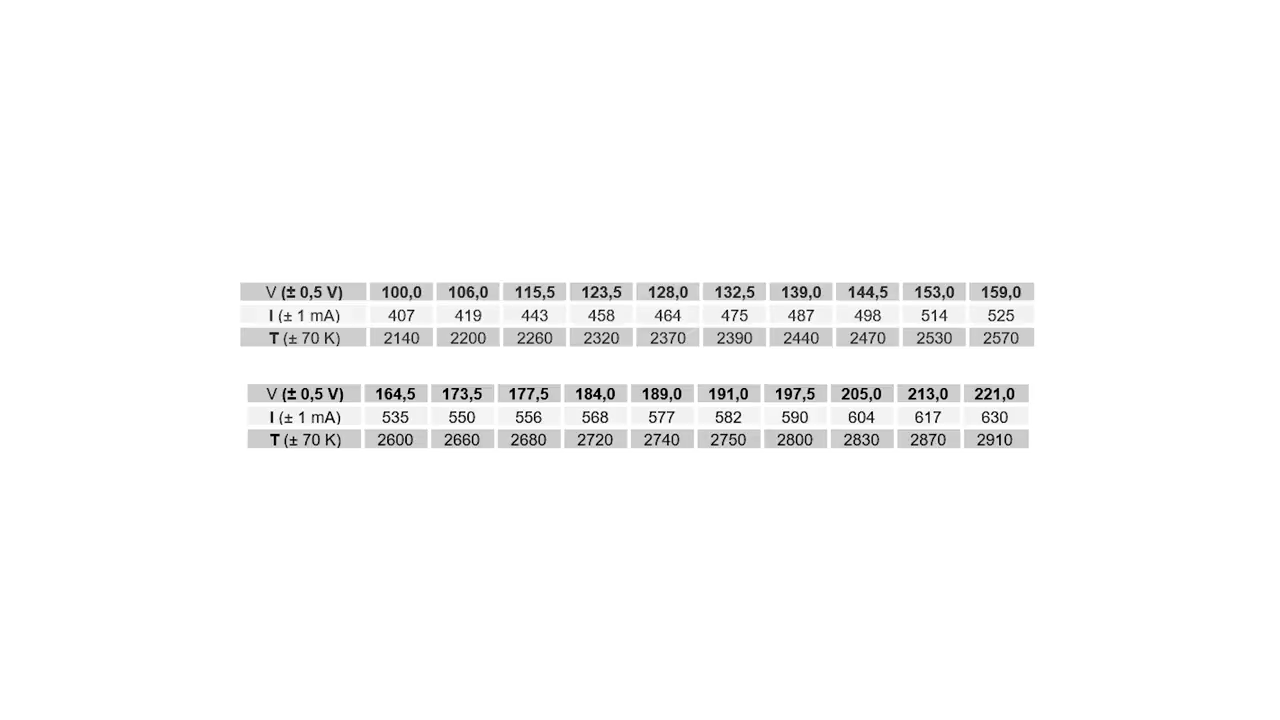 V (± 0,5 V) 100,0 106,0 115,5 123,5 128,0 132,5 139,0 144,5 153,0 159,0
I (± 1 mA) 407 419 443 458 464 475 487 498 514 525
T (± 70 K) 2140 2200 2260 2320 2370 2390 2440 2470 2530 2570
V (± 0,5 V) 164,5 173,5 177,5 184,0 189,0 191,0 197,5 205,0 213,0 221,0
I (± 1 mA) 535 550 556 568 577 582 590 604 617 630
T (± 70 K) 2600 2660 2680 2720 2740 2750 2800 2830 2870 2910